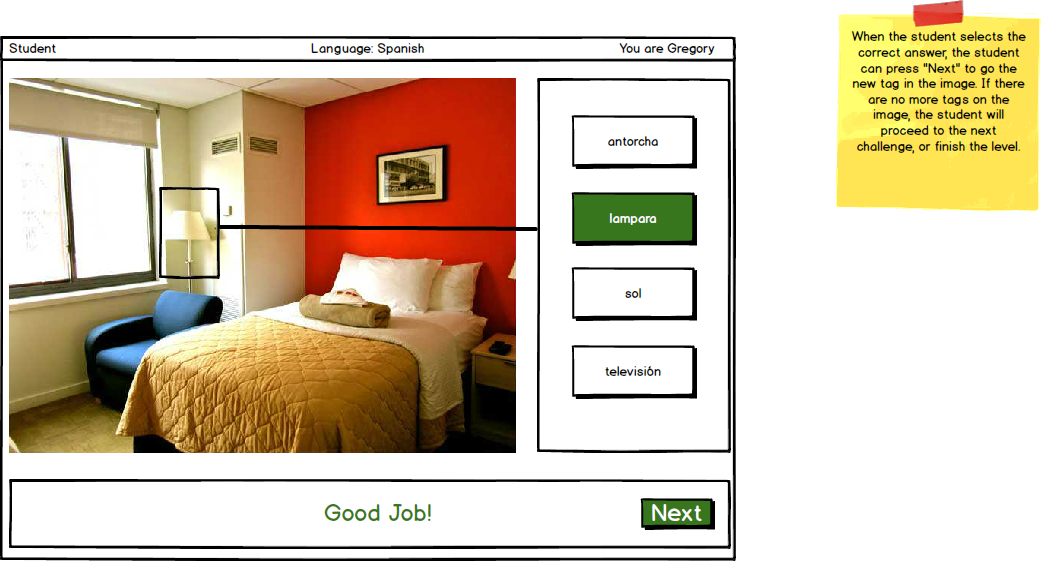 Student
Language: Spanish
You are Gregory
antorcha
lampara
sol
televisión
Good Job!
Next
When the student selects the
correct answer, the student
can press "Next" to go the
new tag in the image. If there
are no more tags on the
image, the student will
proceed to the next
challenge, or finish the level.